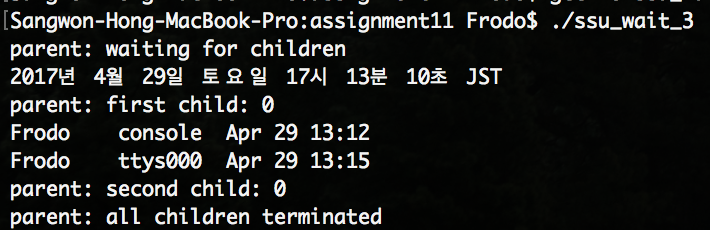 [Sangwon-Hong-MacBook-Pro:assignment11 Frodo$ ./ssu_wait_3
parent: waiting for children
2017년 4월 29일 토요일 17시 13분 10초 JST
parent: first child: 0
Frodo    console  Apr 29 13:12
Frodo    ttys000  Apr 29 13:15
parent: second child: 0
parent: all children terminated